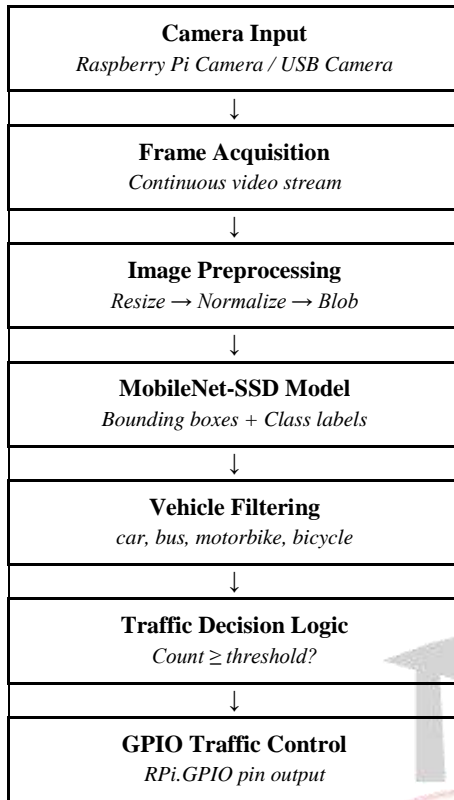 Camera Input
Raspberry Pi Camera / USB Camera
↓
Frame Acquisition
Continuous video stream
↓
Image Preprocessing
Resize → Normalize → Blob
↓
MobileNet-SSD Model
Bounding boxes + Class labels
↓
Vehicle Filtering
car, bus, motorbike, bicycle
↓
Traffic Decision Logic
Count ≥ threshold?
↓
GPIO Traffic Control
RPi.GPIO pin output